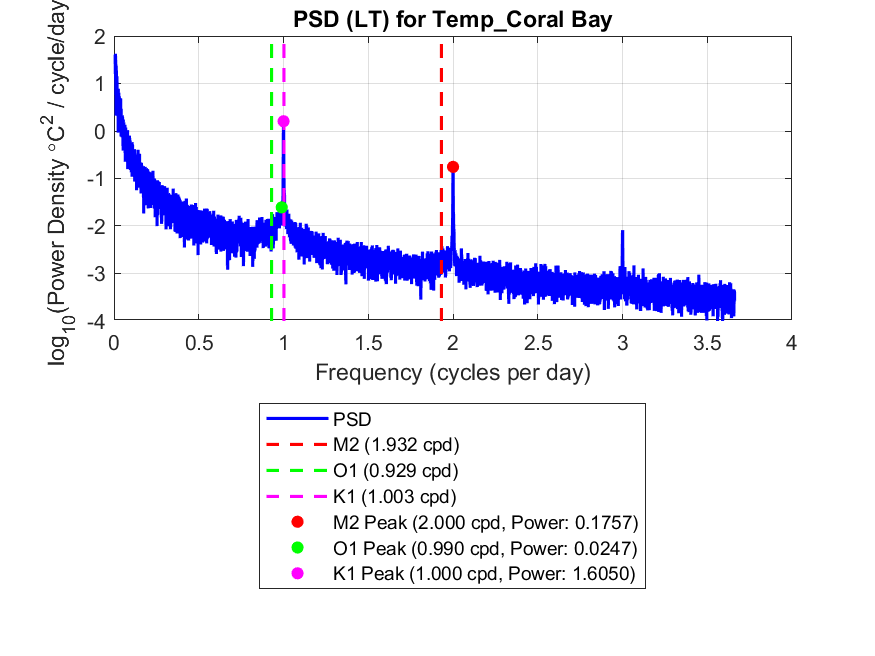 PSD (LT) for Temp_Coral Bay
log10(Power Density °C2 / cycle/day
2
1
0
-1
-2
-3
-4
0 0.5 1 1.5 2 2.5 3 3.5 4
Frequency (cycles per day)
PSD
M2 (1.932 cpd)
O1 (0.929 cpd)
K1 (1.003 cpd)
M2 Peak (2.000 cpd, Power: 0.1757)
O1 Peak (0.990 cpd, Power: 0.0247)
K1 Peak (1.000 cpd, Power: 1.6050)